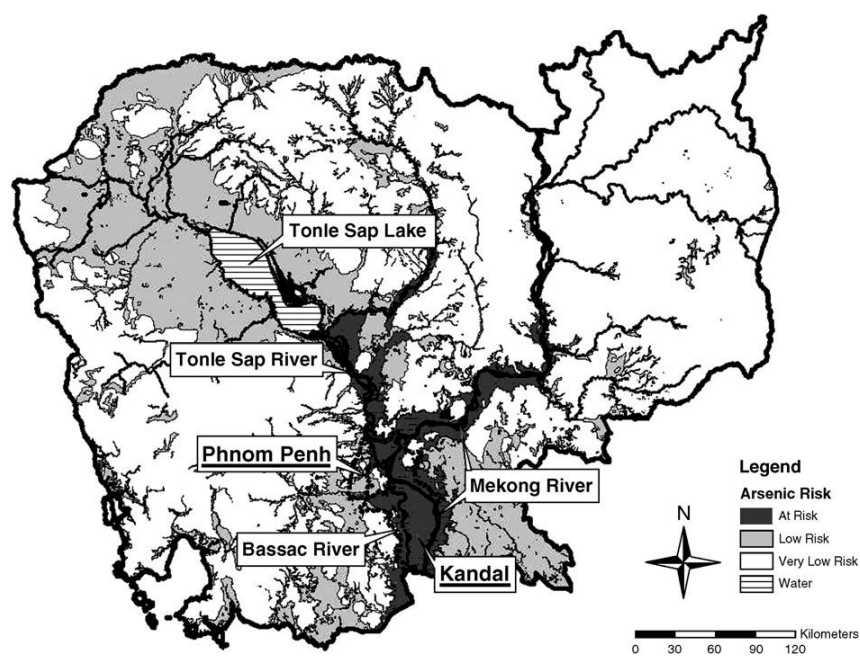 Tonle Sap Lake
Tonle Sap River
Phnom Penh
Mekong River
Bassac River
Kandal
Legend
Arsenic Risk
At Risk
Low Risk
Very Low Risk
Water
N
Kilometers
0 30 60 90 120